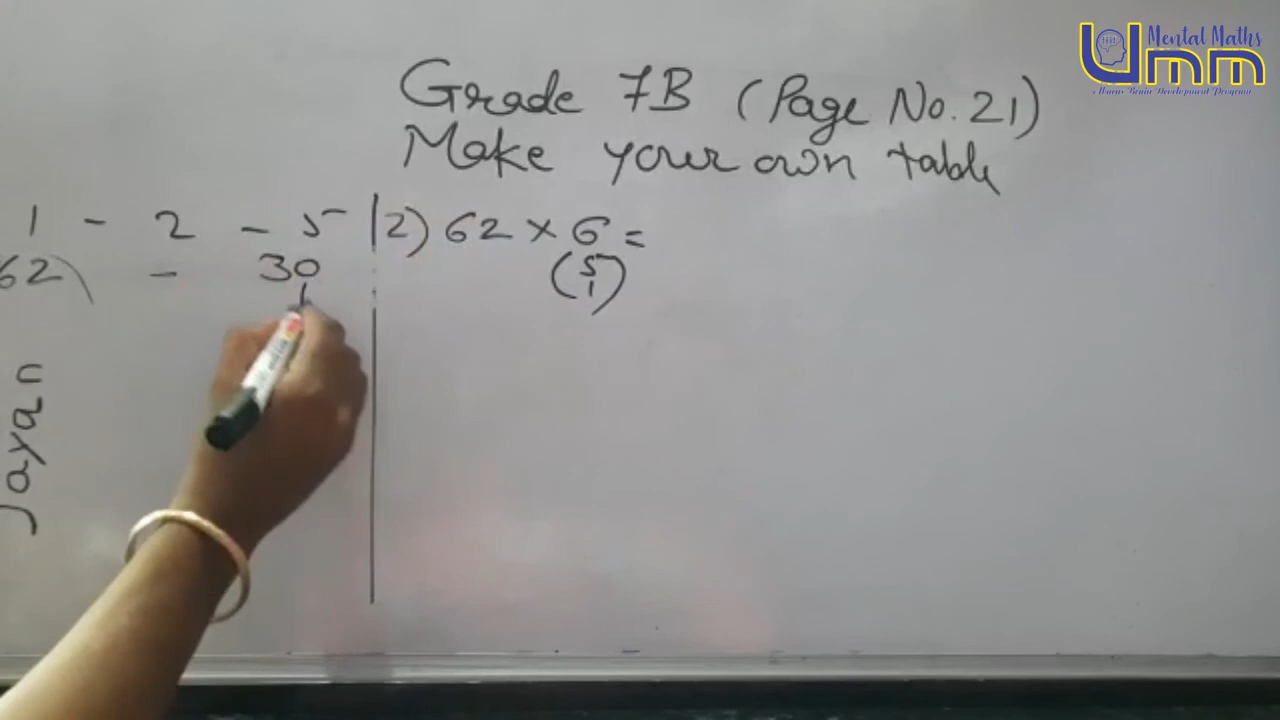 Mental Maths
Umm
Grade 7B (Page No. 21)
Make your own table
1 - 2 - 5 | 2) 62 × 6 =
62) - 30 (5
1)
Jayan